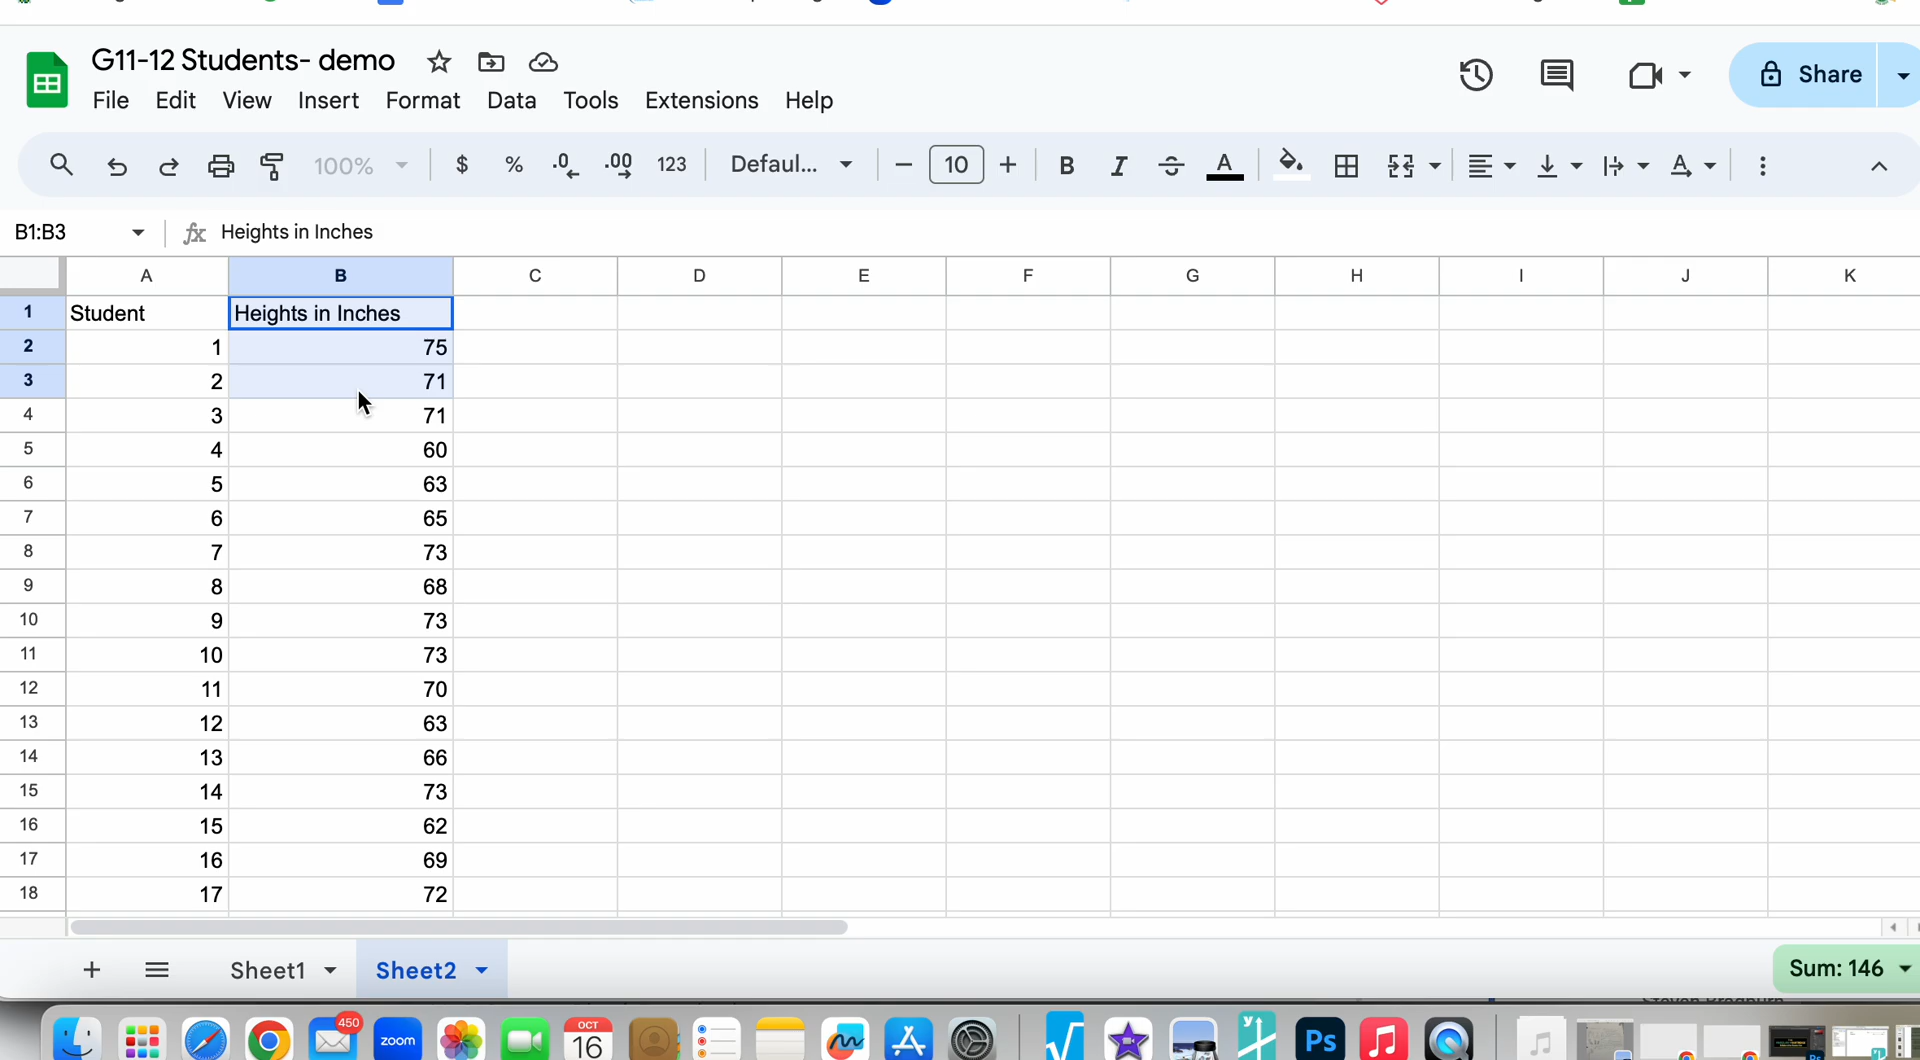 G11-12 Students- demo
File Edit View Insert Format Data Tools Extensions Help
Share
100% $ % .0 .00 123 Defaul... 10 B I A
B1:B3 fx Heights in Inches
A B C D E F G H I J K
1 Student Heights in Inches
2 1 75
3 2 71
4 3 71
5 4 60
6 5 63
7 6 65
8 7 73
9 8 68
10 9 73
11 10 73
12 11 70
13 12 63
14 13 66
15 14 73
16 15 62
17 16 69
18 17 72
Sheet1 Sheet2 Sum: 146
450 zoom OCT 16 Ps